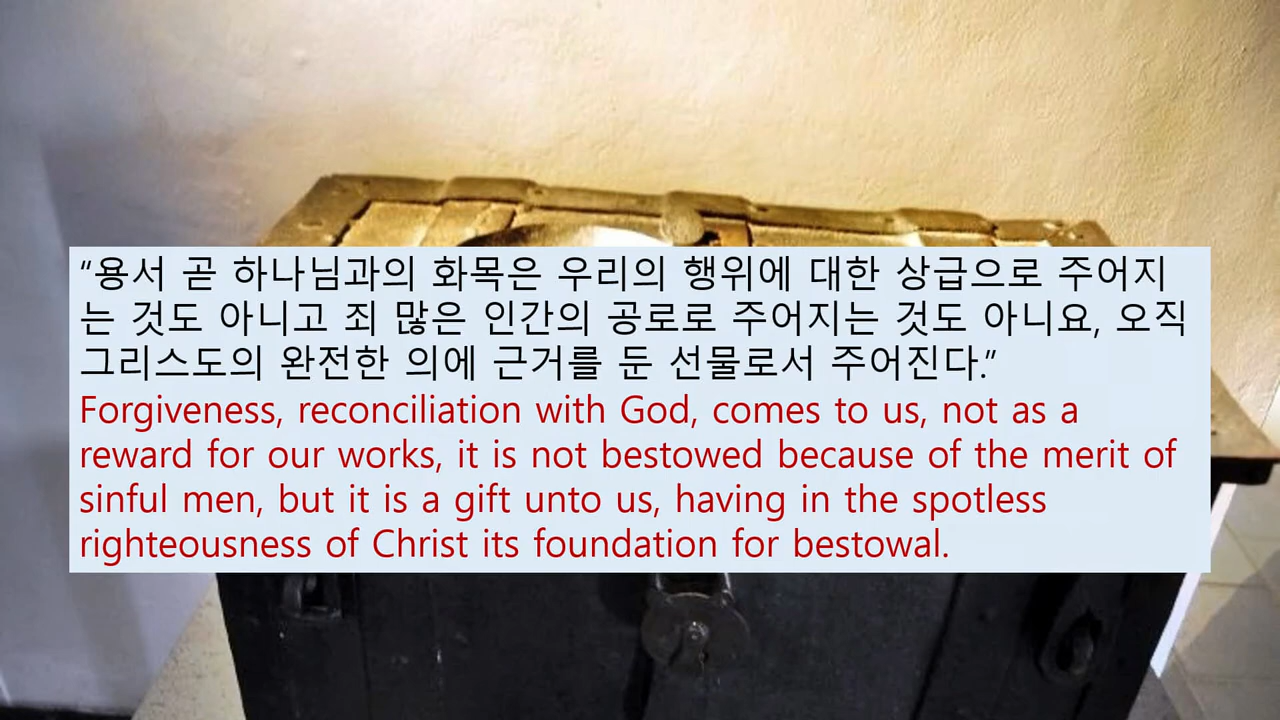 “용서 곧 하나님과의 화목은 우리의 행위에 대한 상급으로 주어지
는 것도 아니고 죄 많은 인간의 공로로 주어지는 것도 아니요, 오직
그리스도의 완전한 의에 근거를 둔 선물로서 주어진다.”
Forgiveness, reconciliation with God, comes to us, not as a
reward for our works, it is not bestowed because of the merit of
sinful men, but it is a gift unto us, having in the spotless
righteousness of Christ its foundation for bestowal.